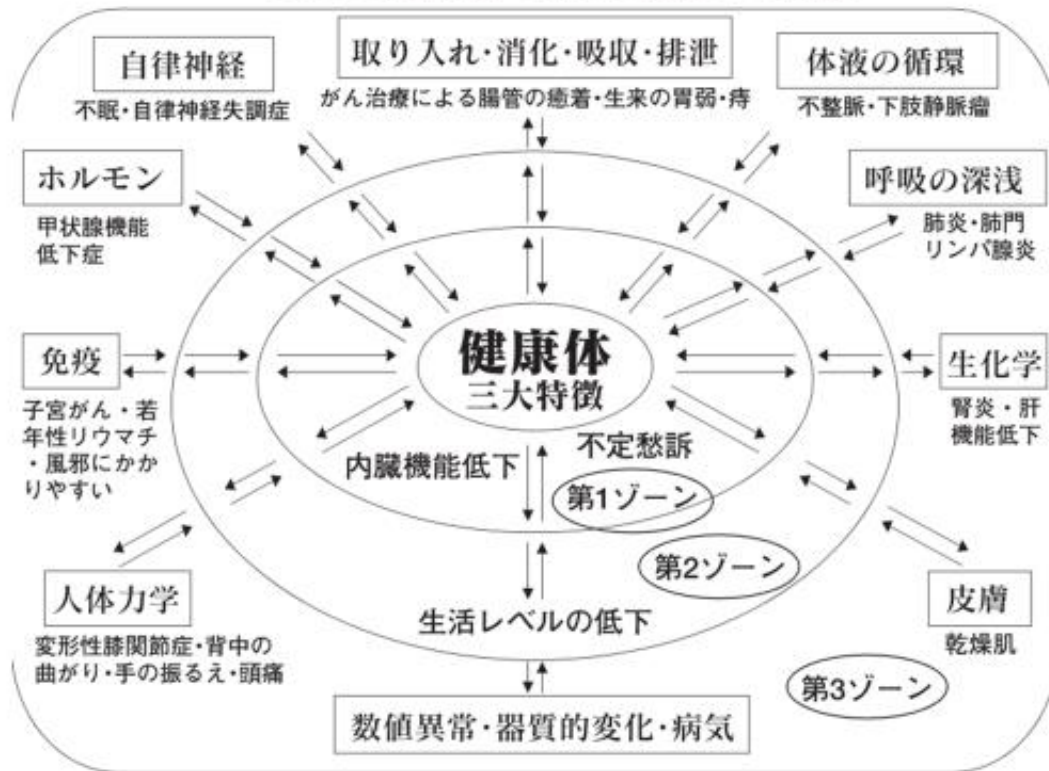 自律神経
不眠・自律神経失調症
取り入れ・消化・吸収・排泄
がん治療による腸管の癒着・生来の胃弱・痔
体液の循環
不整脈・下肢静脈瘤
ホルモン
甲状腺機能
低下症
呼吸の深浅
肺炎・肺門
リンパ腺炎
免疫
子宮がん・若
年性リウマチ
・風邪にかか
りやすい
健康体
三大特徴
生化学
腎炎・肝
機能低下
内臓機能低下
不定愁訴
第1ゾーン
第2ゾーン
生活レベルの低下
人体力学
変形性膝関節症・背中の
曲がり・手の振るえ・頭痛
皮膚
乾燥肌
第3ゾーン
数値異常・器質的変化・病気